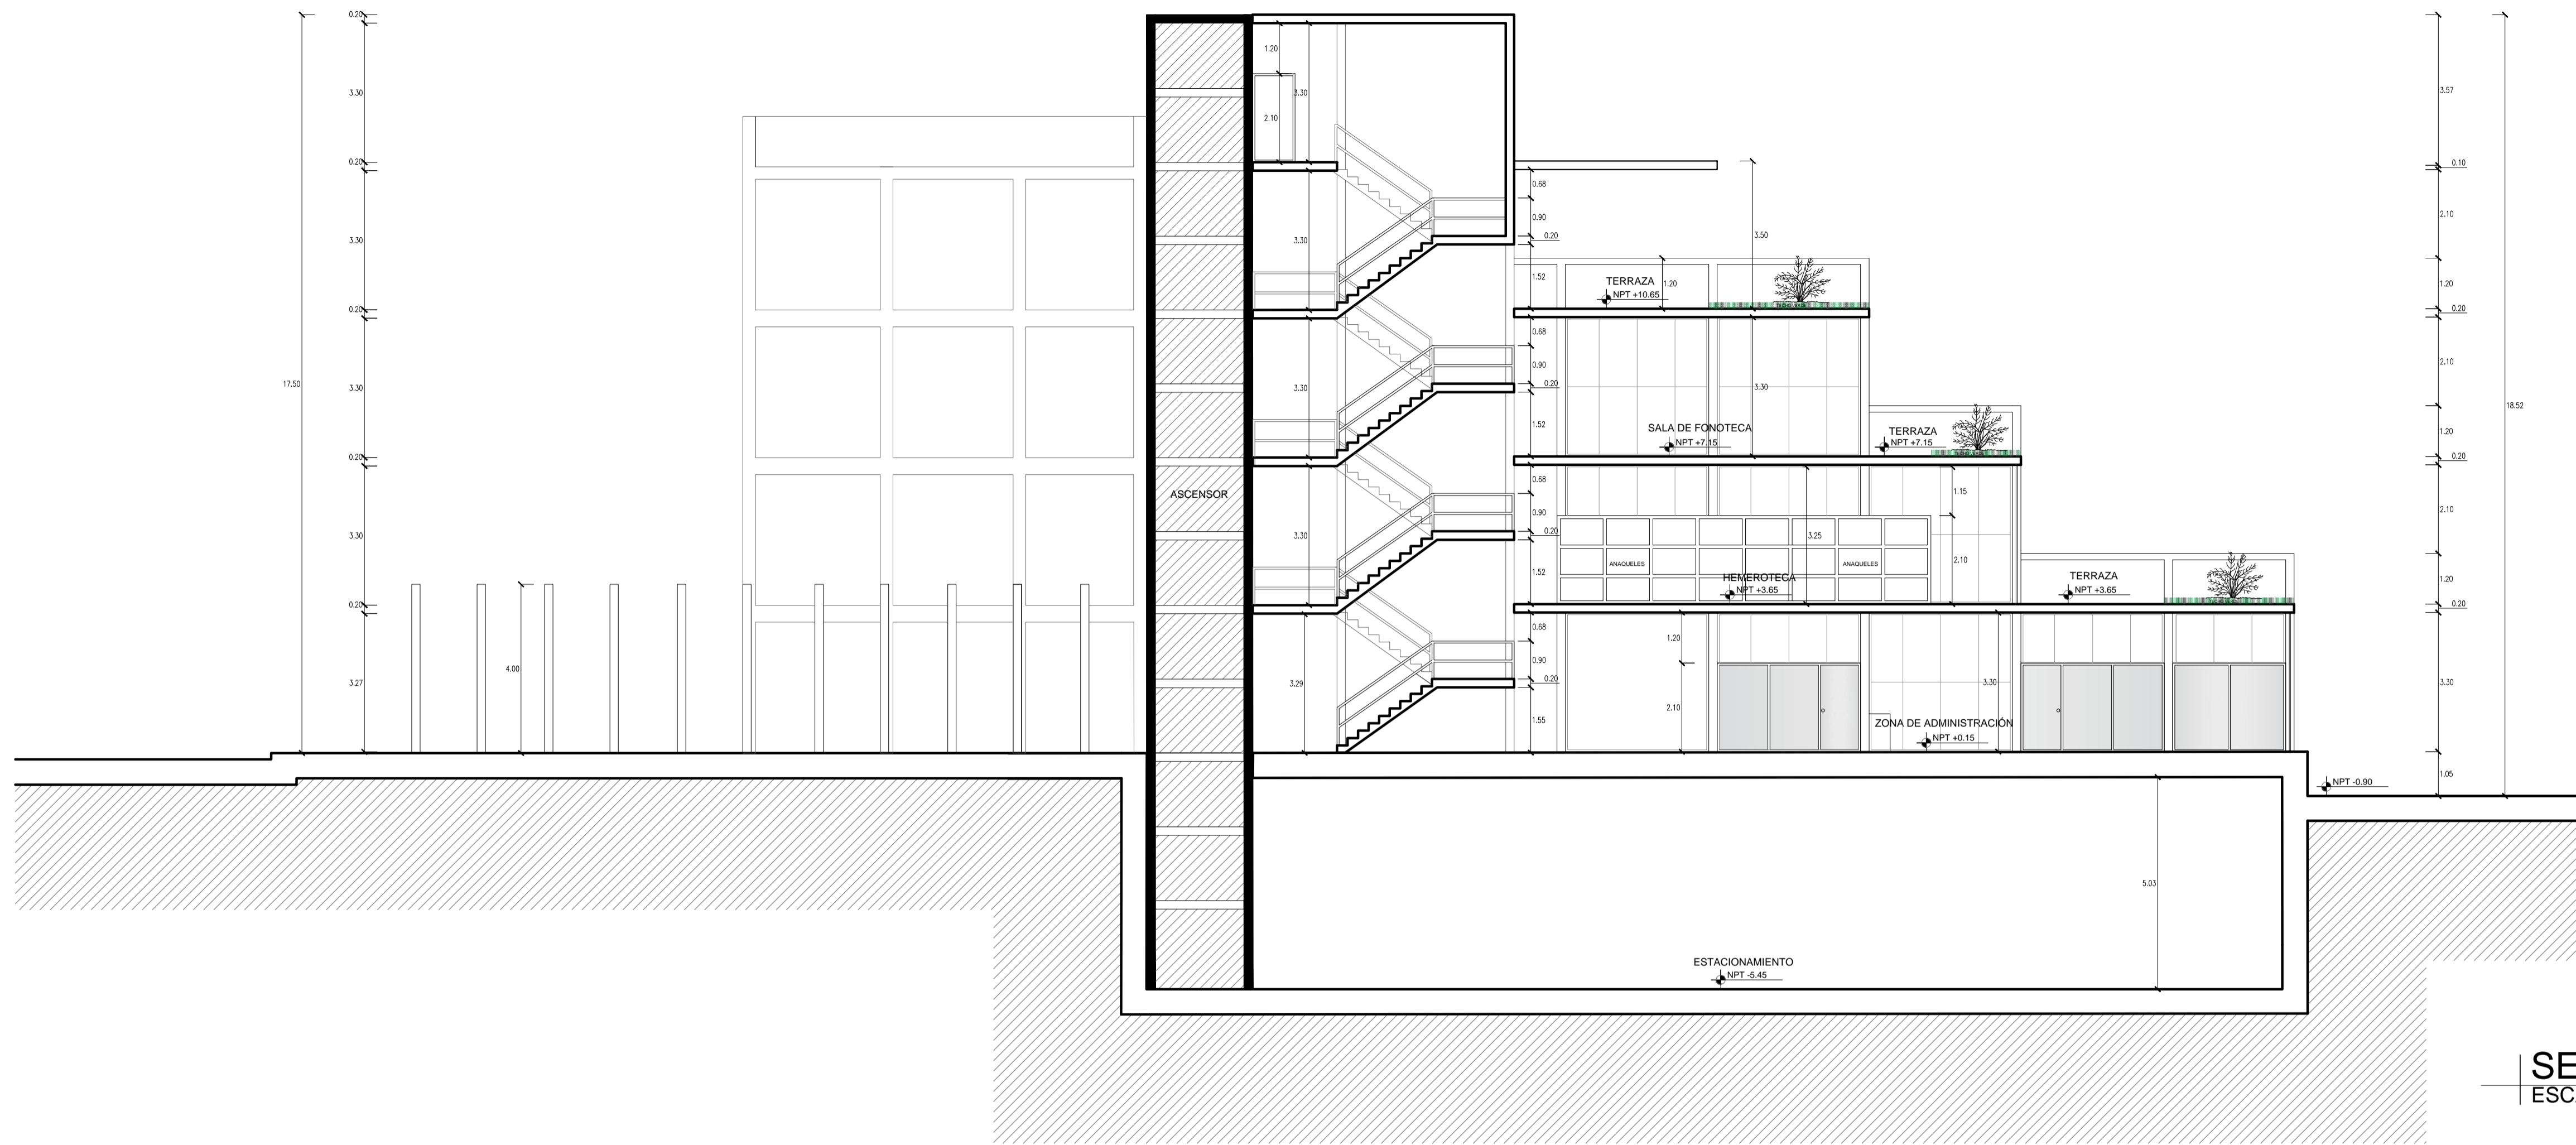 0.20
3.30
0.20
3.30
0.20
3.30
0.20
3.30
0.20
3.27
17.50
4.00
ASCENSOR
1.20
3.30
2.10
3.30
3.30
3.30
3.29
0.68
0.90
0.20
1.52
0.68
0.90
0.20
1.52
0.68
0.90
0.20
1.52
0.68
0.90
0.20
1.55
3.50
TERRAZA
NPT +10.65
1.20
TECHO VERDE
3.30
SALA DE FONOTECA
NPT +7.15
TERRAZA
NPT +7.15
TECHO VERDE
1.15
3.25
2.10
ANAQUELES
ANAQUELES
HEMEROTECA
NPT +3.65
TERRAZA
NPT +3.65
TECHO VERDE
1.20
2.10
3.30
ZONA DE ADMINISTRACIÓN
NPT +0.15
NPT -0.90
5.03
ESTACIONAMIENTO
NPT -5.45
3.57
0.10
2.10
1.20
0.20
2.10
1.20
0.20
2.10
1.20
0.20
3.30
1.05
18.52
SE
ESC